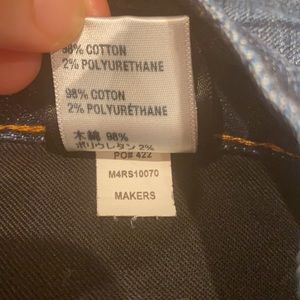 98% COTTON
2% POLYURETHANE
98% COTON
2% POLYURÉTHANE
木綿 98%
ポリウレタン 2%
PO# 422
M4RS10070
MAKERS